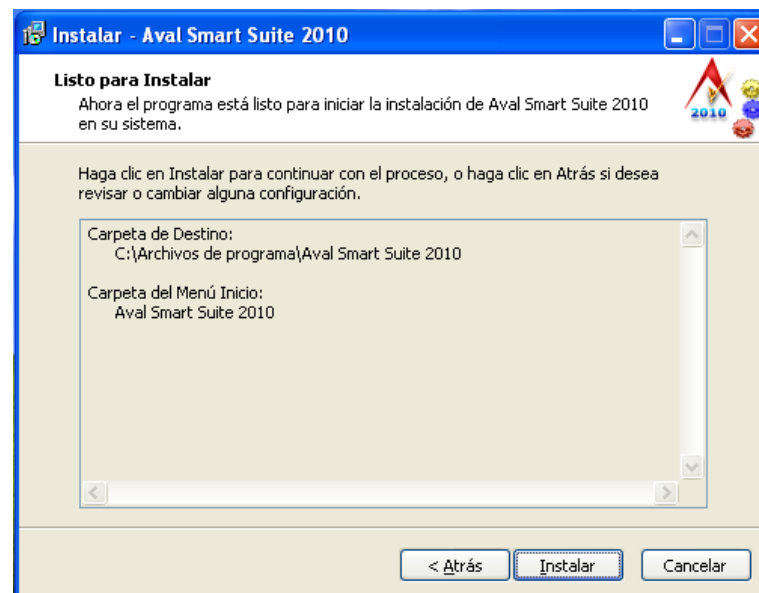 Instalar - Aval Smart Suite 2010
Listo para Instalar
Ahora el programa está listo para iniciar la instalación de Aval Smart Suite 2010
en su sistema.
2010
Haga clic en Instalar para continuar con el proceso, o haga clic en Atrás si desea
revisar o cambiar alguna configuración.
Carpeta de Destino:
C:\Archivos de programa\Aval Smart Suite 2010
Carpeta del Menú Inicio:
Aval Smart Suite 2010
< Atrás
Instalar
Cancelar